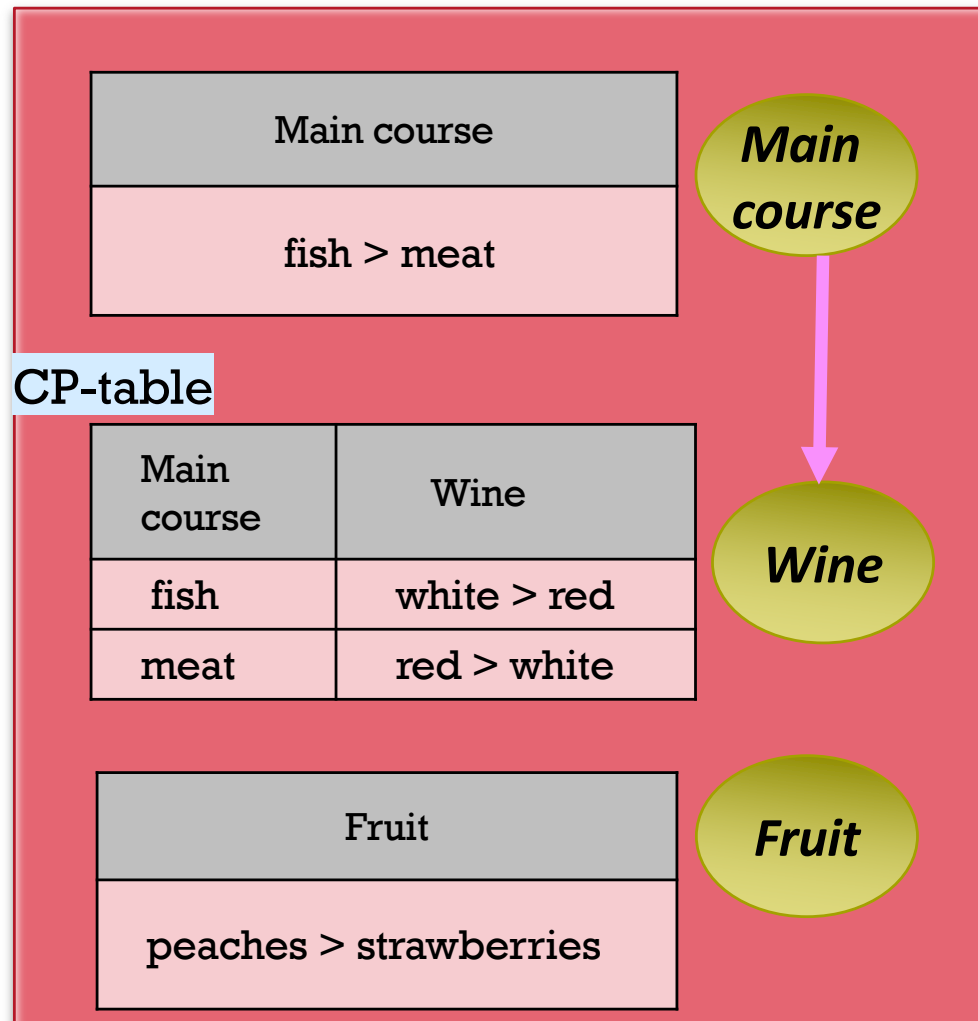 Main course
Main
course
fish > meat
CP-table
Main
course
Wine
Wine
fish
white > red
meat
red > white
Fruit
Fruit
peaches > strawberries